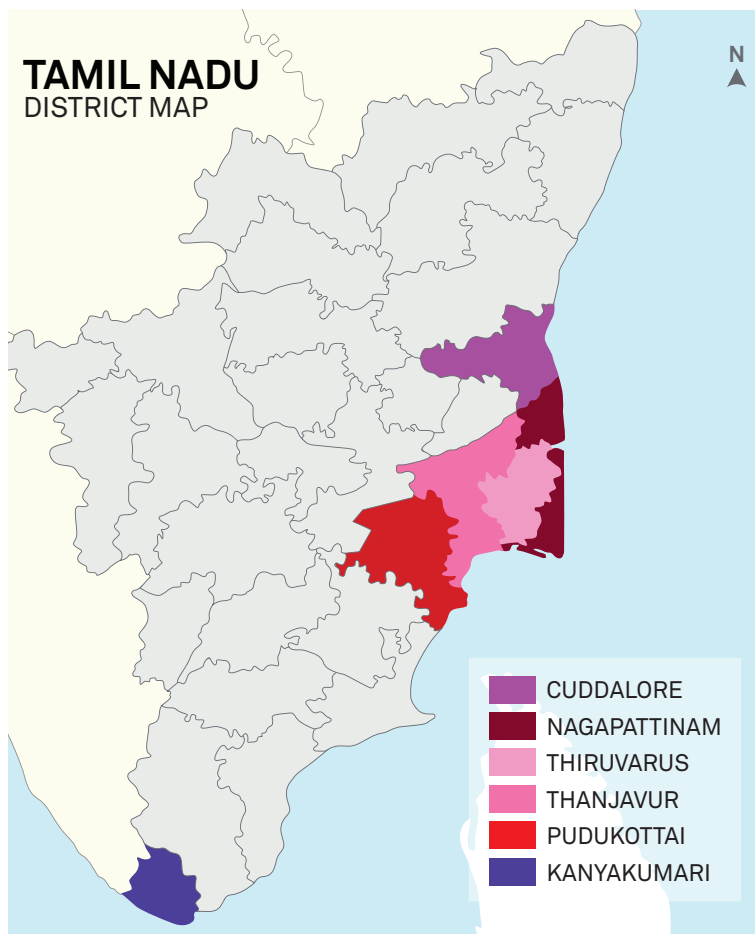 TAMIL NADU
DISTRICT MAP
N
CUDDALORE
NAGAPATTINAM
THIRUVARUS
THANJAVUR
PUDUKOTTAI
KANYAKUMARI